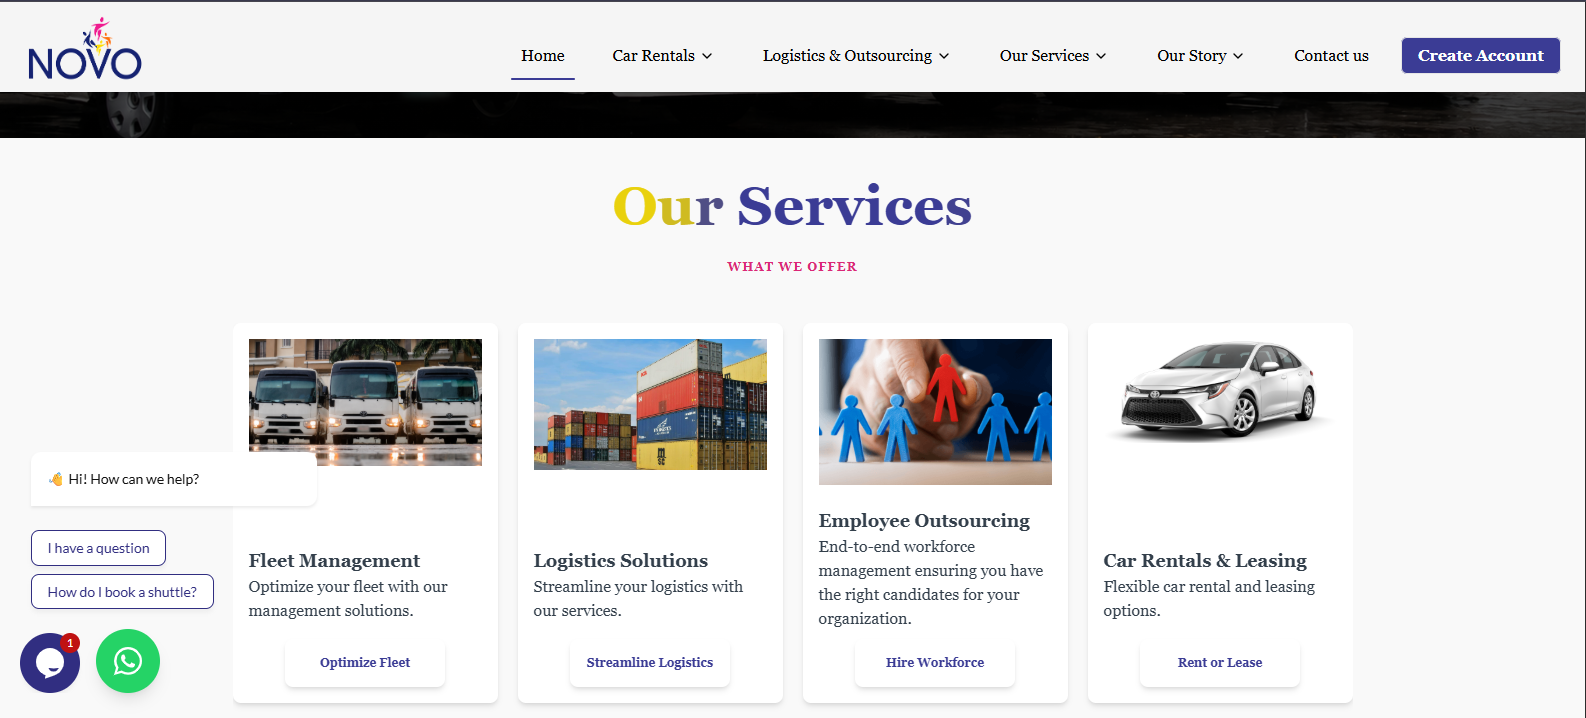 NOVO
Home
Car Rentals
Logistics & Outsourcing
Our Services
Our Story
Contact us
Create Account
Our Services
WHAT WE OFFER
Fleet Management
Optimize your fleet with our
management solutions.
Optimize Fleet
Logistics Solutions
Streamline your logistics with
our services.
Streamline Logistics
Employee Outsourcing
End-to-end workforce
management ensuring you have
the right candidates for your
organization.
Hire Workforce
Car Rentals & Leasing
Flexible car rental and leasing
options.
Rent or Lease
👋 Hi! How can we help?
I have a question
How do I book a shuttle?
1